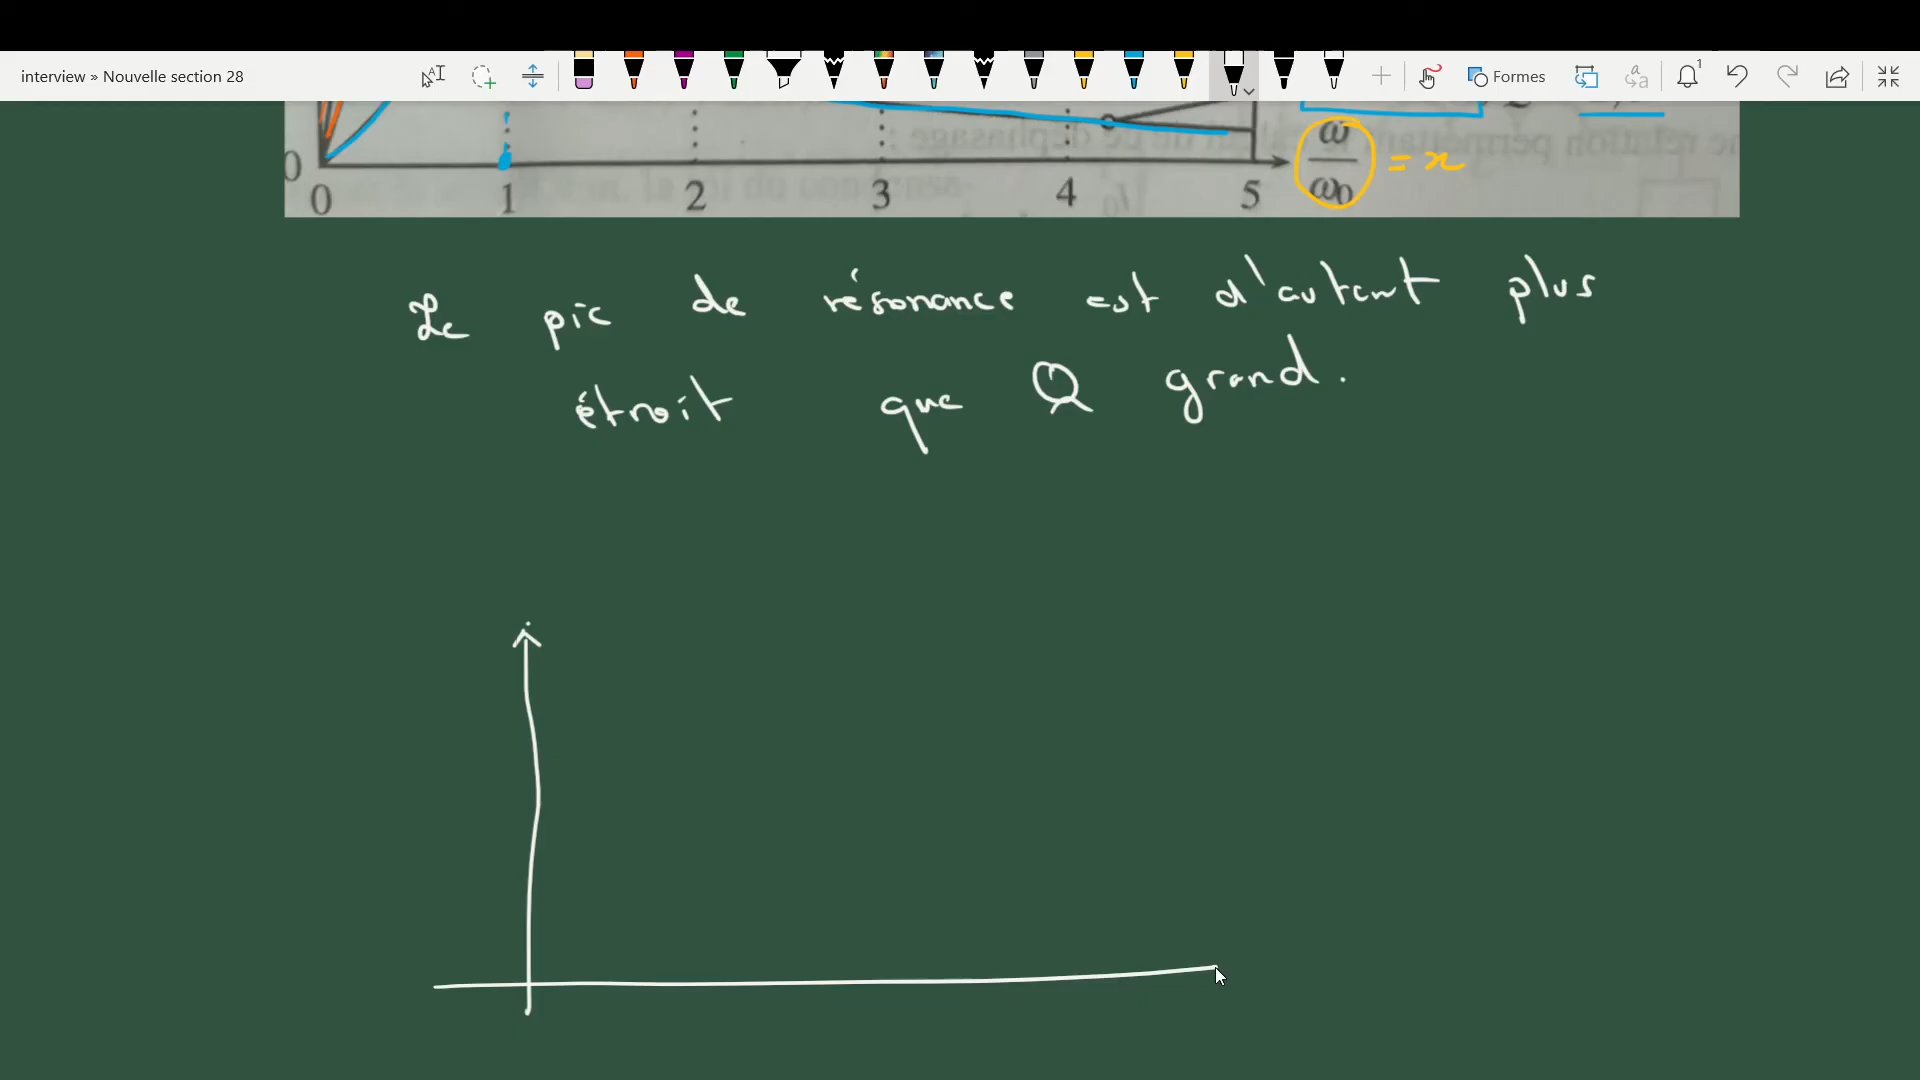 interview » Nouvelle section 28
Formes
1
0
0 1 2 3 4 5
ω/ω0 = x
Le pic de résonance est d'autant plus
étroit que Q grand.